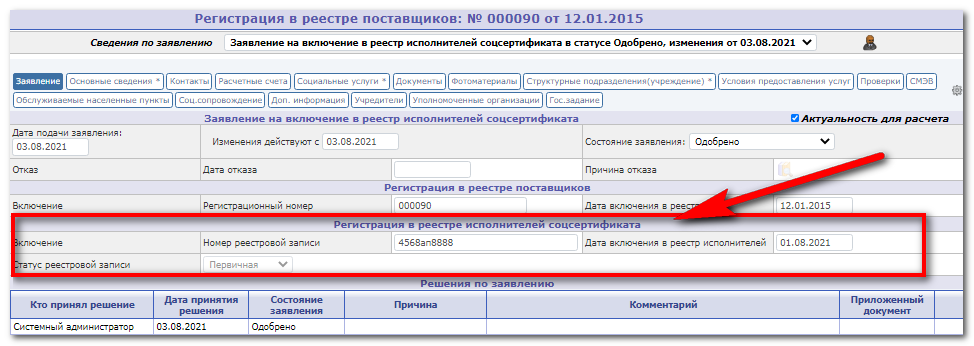 Регистрация в реестре поставщиков: № 000090 от 12.01.2015
Сведения по заявлению Заявление на включение в реестр исполнителей соцсертификата в статусе Одобрено, изменения от 03.08.2021
Заявление Основные сведения * Контакты Расчетные счета Социальные услуги * Документы Фотоматериалы Структурные подразделения(учреждение) * Условия предоставления услуг Проверки СМЭВ
Обслуживаемые населенные пункты Соц.сопровождение Доп. информация Учредители Уполномоченные организации Гос.задание
Заявление на включение в реестр исполнителей соцсертификата Актуальность для расчета
Дата подачи заявления:
03.08.2021 Изменения действуют с 03.08.2021 Состояние заявления: Одобрено
Отказ Дата отказа Причина отказа
Регистрация в реестре поставщиков
Включение Регистрационный номер 000090 Дата включения в реестр 12.01.2015
Регистрация в реестре исполнителей соцсертификата
Включение Номер реестровой записи 4568ап8888 Дата включения в реестр исполнителей 01.08.2021
Статус реестровой записи Первичная
Решения по заявлению
Кто принял решение Дата принятия решения Состояние заявления Причина Комментарий Приложенный документ
Системный администратор 03.08.2021 Одобрено